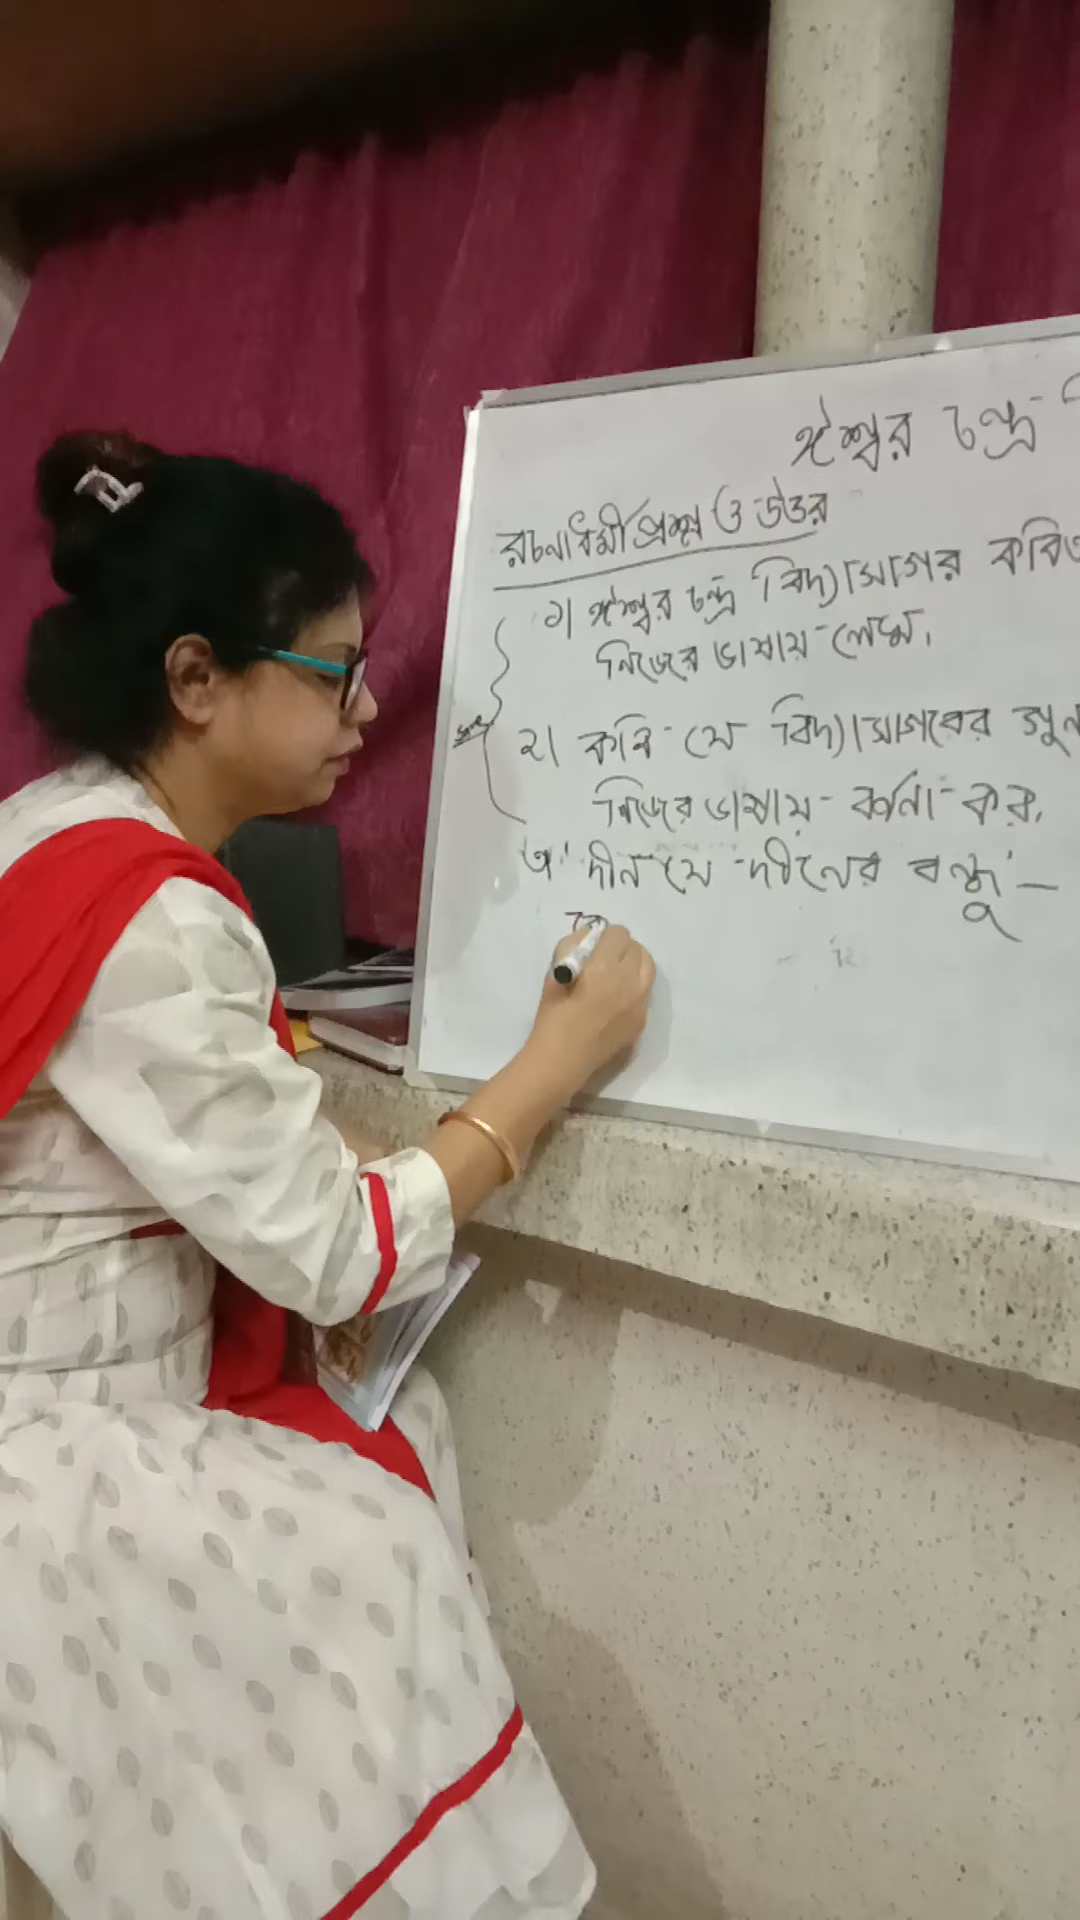 ঈশ্বর চন্দ্র
রচনাধর্মী প্রশ্ন ও উত্তর
১। ঈশ্বর চন্দ্র বিদ্যাসাগর কবিত
নিজের ভাষায় লেখ।
২। কবি যে বিদ্যাসাগরের গুন
নিজের ভাষায় বর্ণনা কর।
৩। 'দীন যে দীনের বন্ধু' —